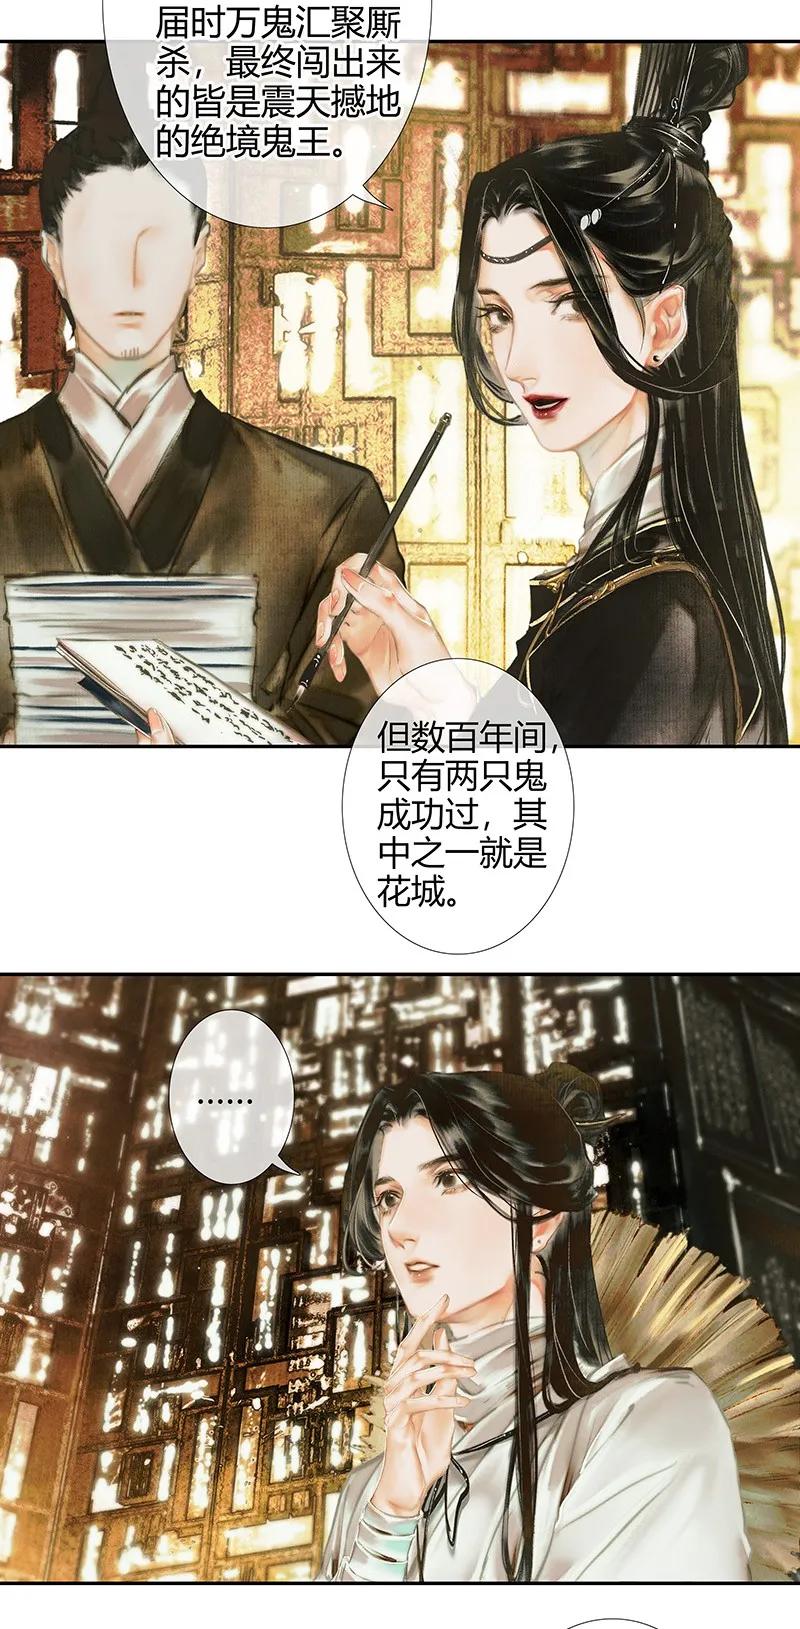 届时万鬼汇聚厮
杀，最终闯出来
的皆是震天撼地
的绝境鬼王。
但数百年间，
只有两只鬼
成功过，其
中之一就是
花城。
……